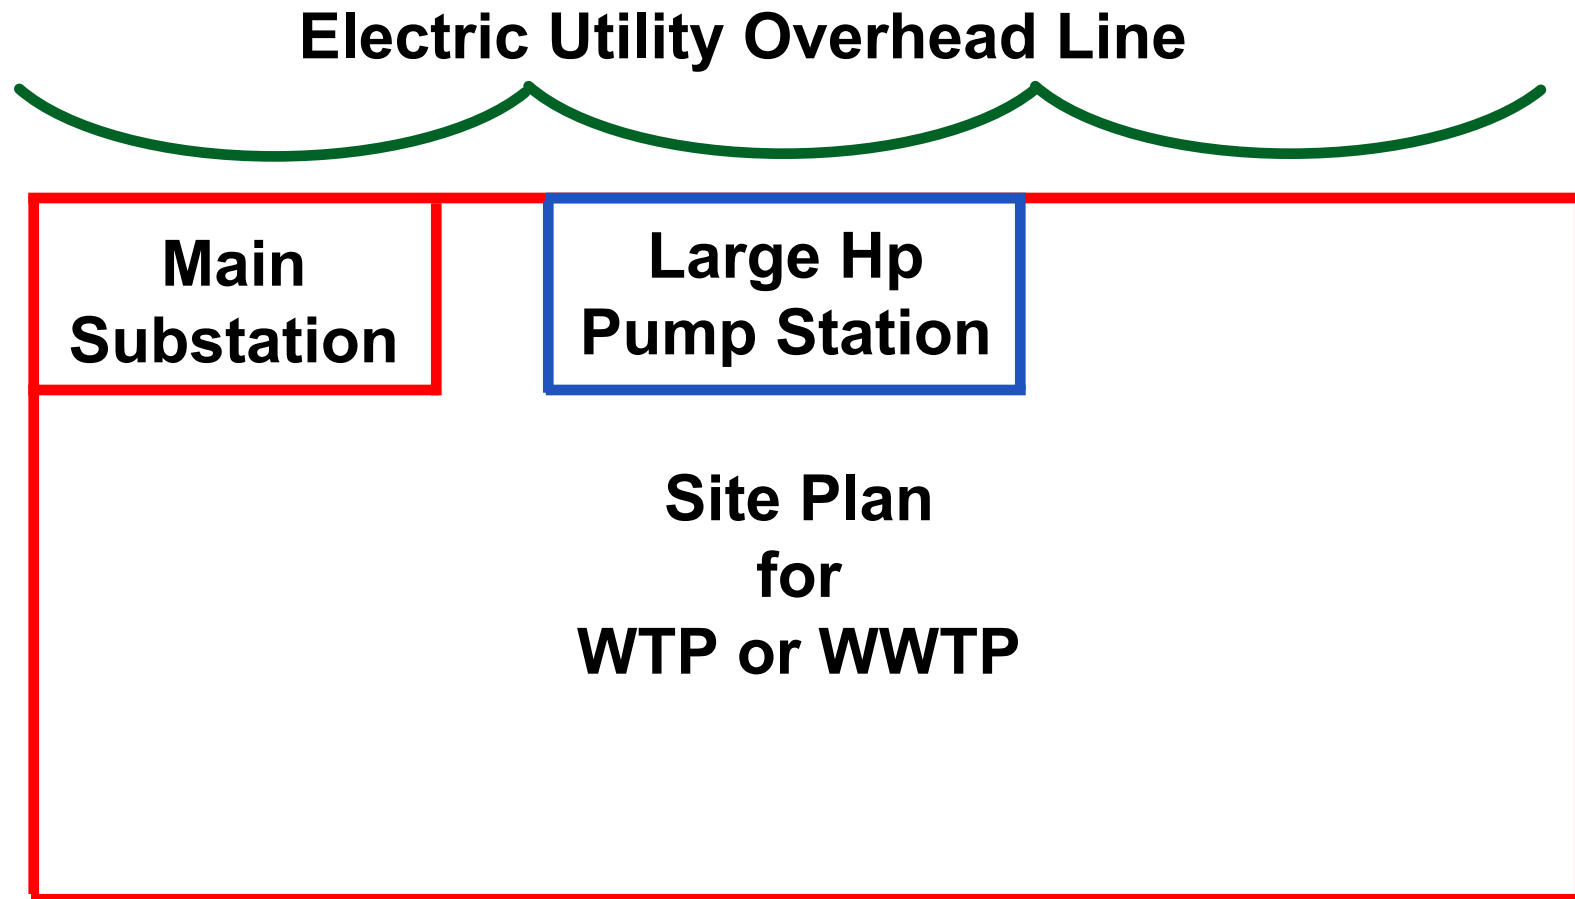 Electric Utility Overhead Line
Main
Substation
Large Hp
Pump Station
Site Plan
for
WTP or WWTP